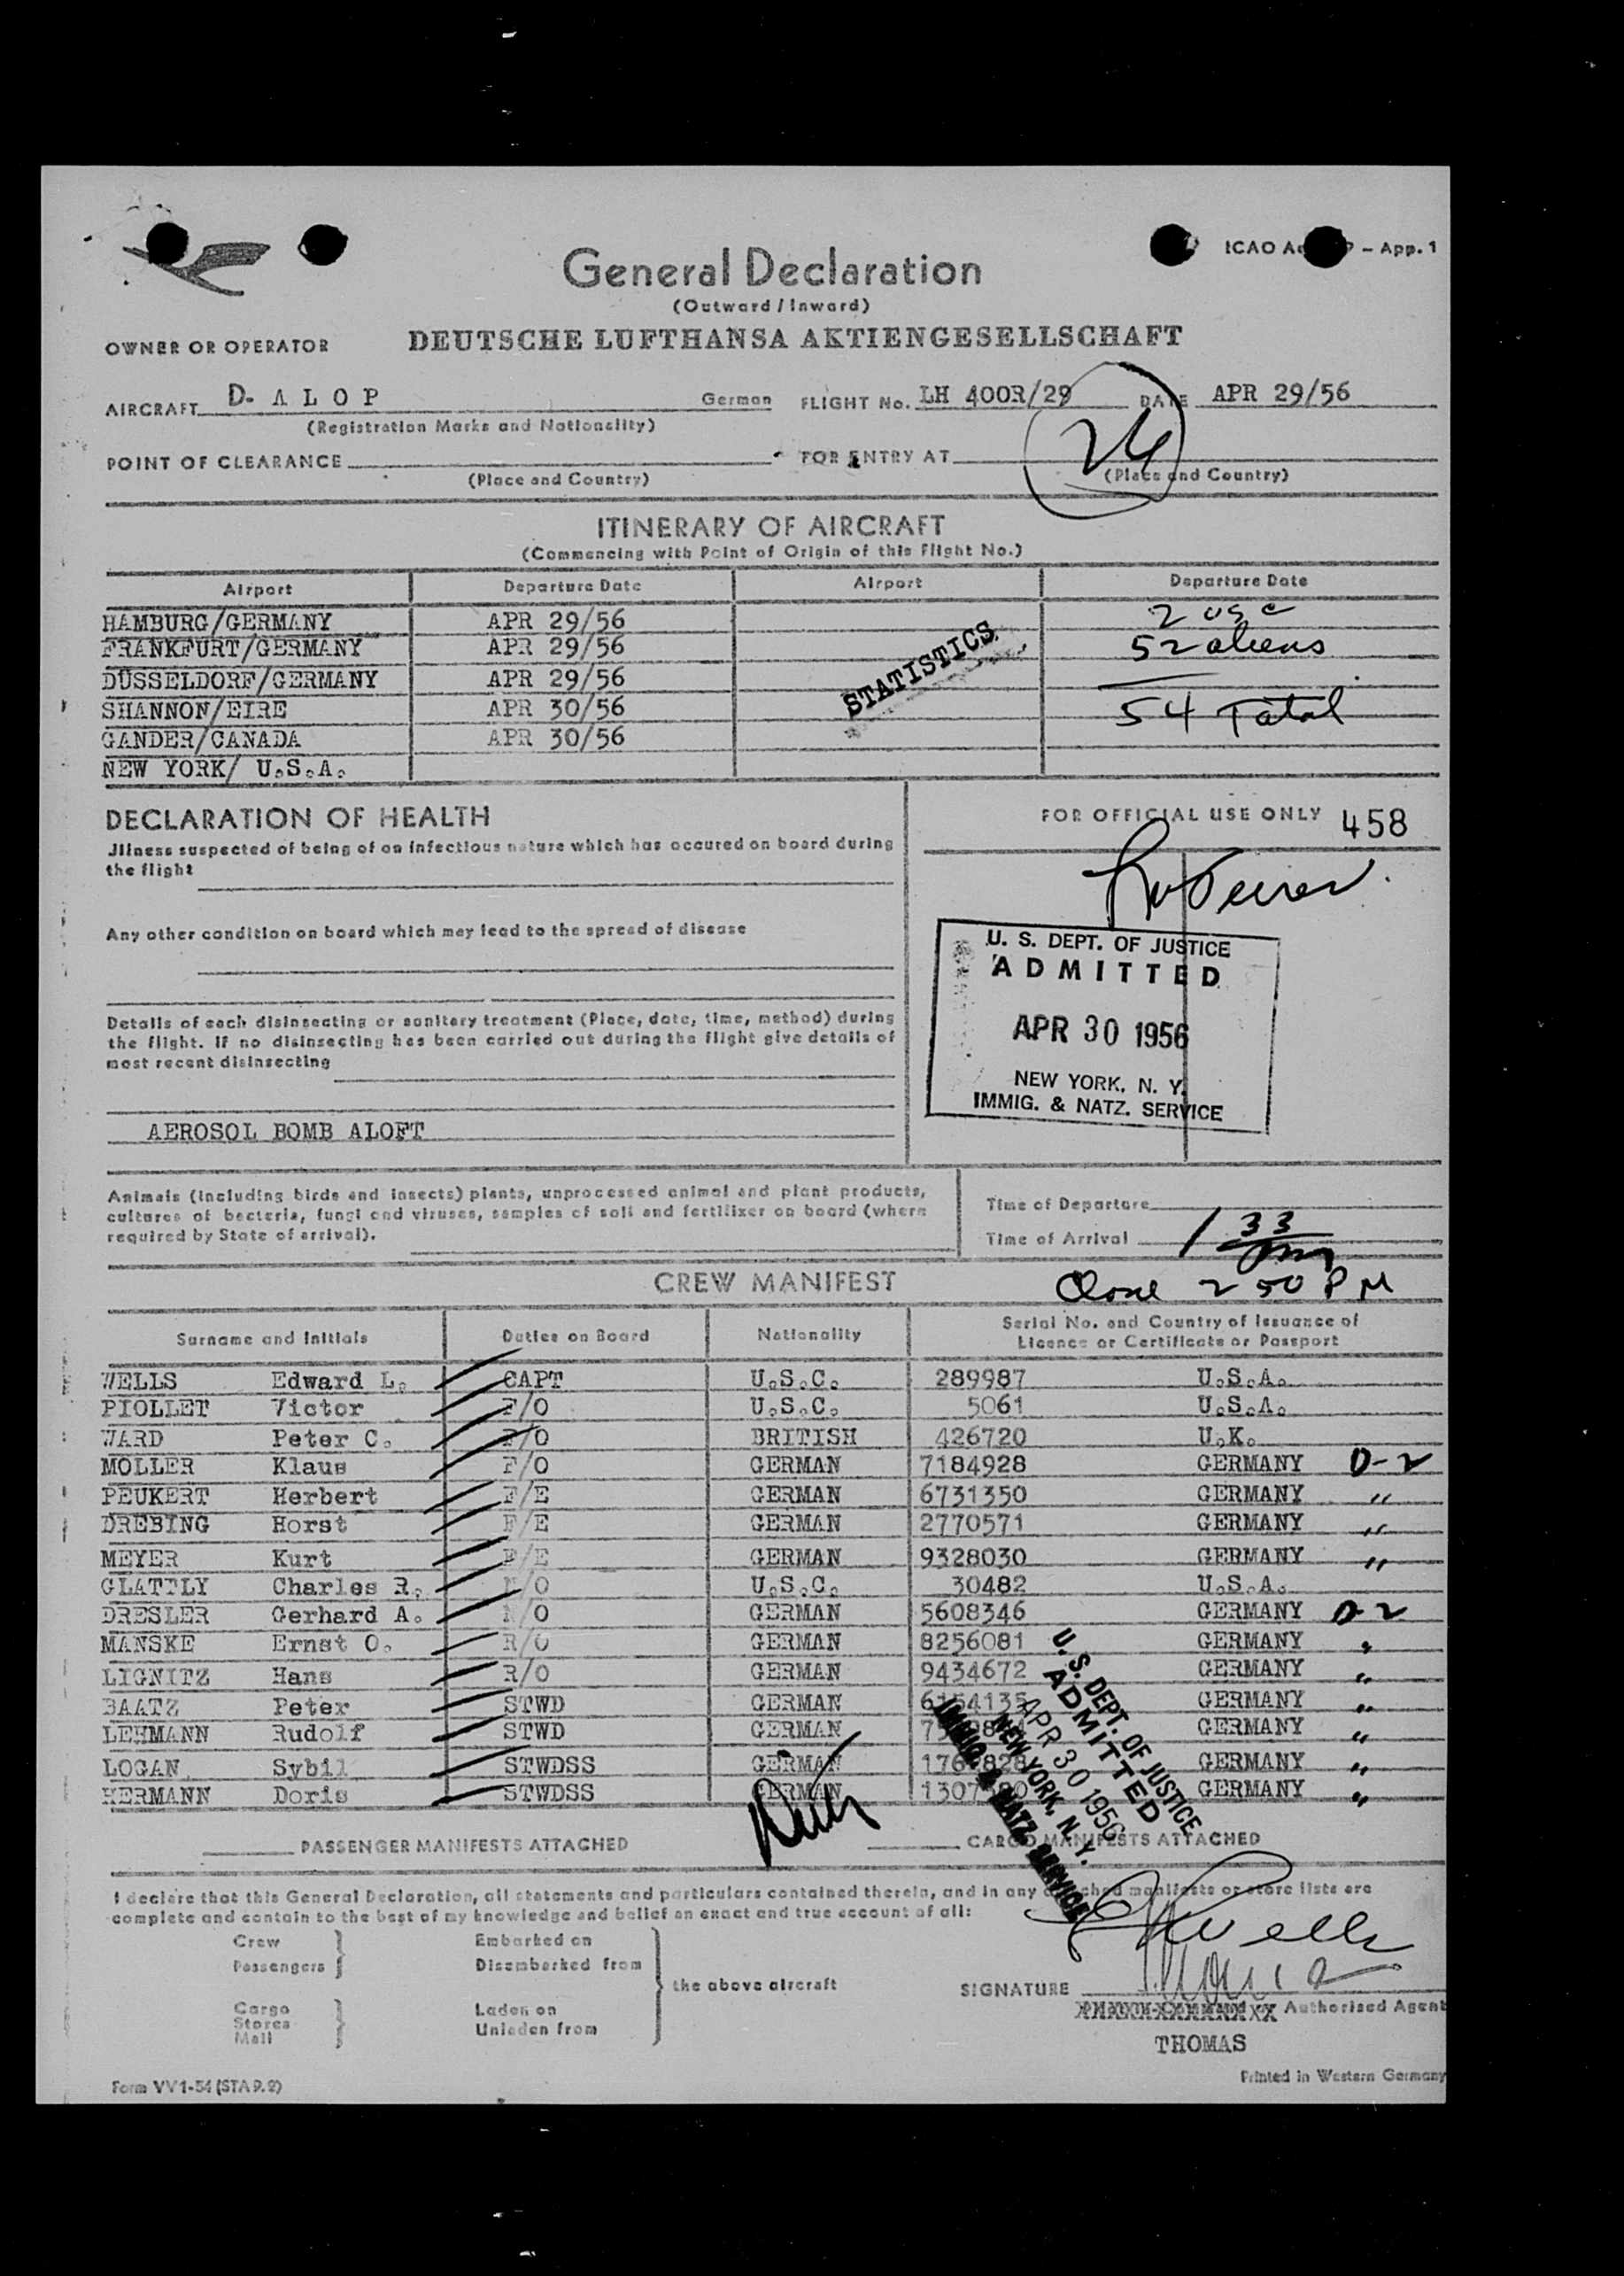 ICAO – App. 1
General Declaration
(Outward / Inward)
OWNER OR OPERATOR DEUTSCHE LUFTHANSA AKTIENGESELLSCHAFT
AIRCRAFT D- A L O P German FLIGHT No. LH 400R/29 DATE APR 29/56
(Registration Marks and Nationality)
POINT OF CLEARANCE FOR ENTRY AT 24
(Place and Country) (Place and Country)
ITINERARY OF AIRCRAFT
(Commencing with Point of Origin of this Flight No.)
Airport Departure Date Airport Departure Date
HAMBURG/GERMANY APR 29/56 2 usc
FRANKFURT/GERMANY APR 29/56 52 aliens
DÜSSELDORF/GERMANY APR 29/56 STATISTICS
SHANNON/EIRE APR 30/56 54 Total
GANDER/CANADA APR 30/56
NEW YORK/ U.S.A.
DECLARATION OF HEALTH
Jllness suspected of being of an infectious nature which has occured on board during
the flight
Any other condition on board which may lead to the spread of disease
Details of each disinsecting or sanitary treatment (Place, date, time, method) during
the flight. If no disinsecting has been carried out during the flight give details of
most recent disinsecting
AEROSOL BOMB ALOFT
FOR OFFICIAL USE ONLY 458
U. S. DEPT. OF JUSTICE
ADMITTED
APR 30 1956
NEW YORK, N. Y.
IMMIG. & NATZ. SERVICE
Animals (including birds and insects) plants, unprocessed animal and plant products,
cultures of bacteria, fungi and viruses, samples of soil and fertilizer on board (where
required by State of arrival).
Time of Departure
Time of Arrival 1 33 pm
CREW MANIFEST
2 50 PM
Surname and Initials Duties on Board Nationality Serial No. and Country of Issuance of
Licence or Certificate or Passport
WELLS Edward L. CAPT U.S.C. 289987 U.S.A.
PIOLLET Victor F/O U.S.C. 5061 U.S.A.
WARD Peter C. F/O BRITISH 426720 U.K.
MOLLER Klaus F/O GERMAN 7184928 GERMANY D-2
PEUKERT Herbert F/E GERMAN 6731350 GERMANY "
DREBING Horst F/E GERMAN 2770571 GERMANY "
MEYER Kurt F/E GERMAN 9328030 GERMANY "
GLATTLY Charles R. N/O U.S.C. 30482 U.S.A.
DRESLER Gerhard A. N/O GERMAN 5608346 GERMANY D-2
MANSKE Ernst O. R/O GERMAN 8256081 GERMANY "
LIGNITZ Hans R/O GERMAN 9434672 GERMANY "
BAATZ Peter STWD GERMAN GERMANY "
LEHMANN Rudolf STWD GERMAN GERMANY "
LOGAN Sybil STWDSS GERMAN GERMANY "
HERMANN Doris STWDSS GERMAN GERMANY "
U.S. DEPT. OF JUSTICE
ADMITTED
APR 30 1956
NEW YORK, N. Y.
IMMIG. & NATZ. SERVICE
PASSENGER MANIFESTS ATTACHED CARGO MANIFESTS ATTACHED
I declare that this General Declaration, all statements and particulars contained therein, and in any attached manifests or store lists are
complete and contain to the best of my knowledge and belief an exact and true account of all:
Crew Embarked on
Passengers Disembarked from
the above aircraft
Cargo Laden on
Stores
Mail Unladen from
SIGNATURE
Authorised Agent
THOMAS
Form VV1-54 (STA 9.2) Printed in Western Germany